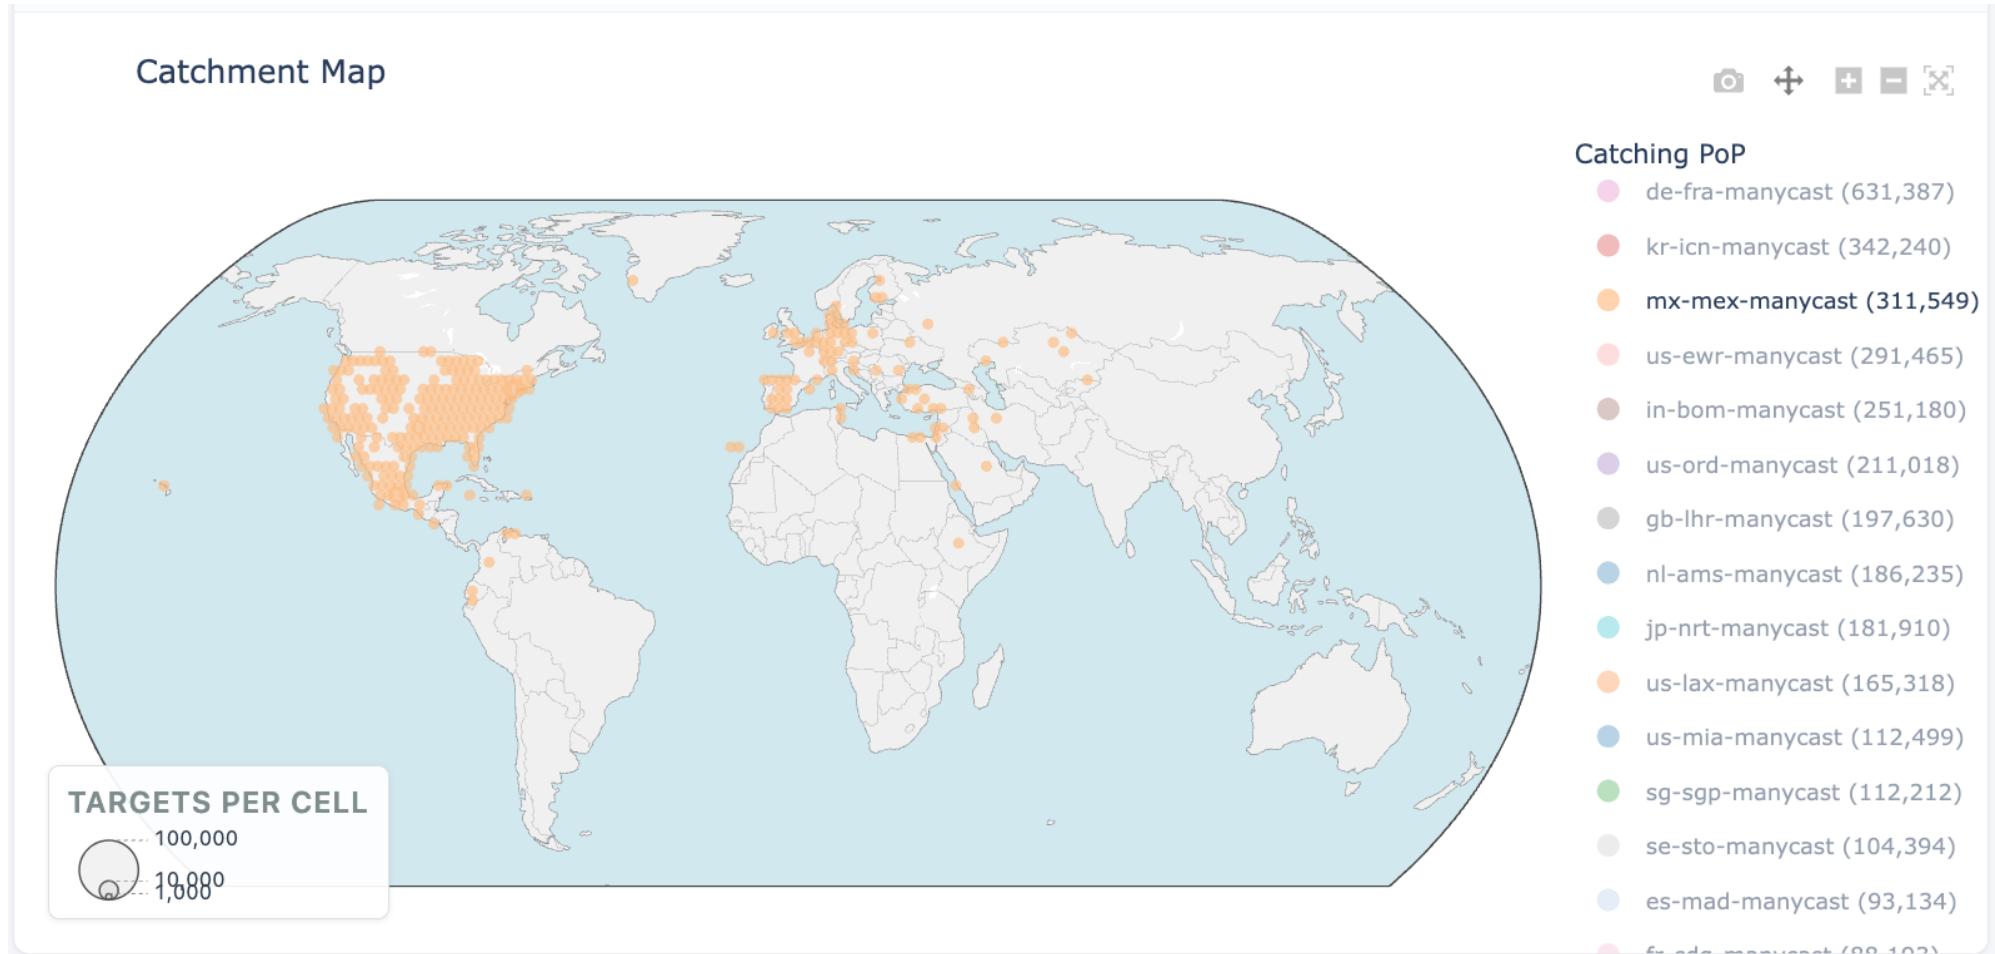 Catchment Map
Catching PoP
de-fra-manycast (631,387)
kr-icn-manycast (342,240)
mx-mex-manycast (311,549)
us-ewr-manycast (291,465)
in-bom-manycast (251,180)
us-ord-manycast (211,018)
gb-lhr-manycast (197,630)
nl-ams-manycast (186,235)
jp-nrt-manycast (181,910)
us-lax-manycast (165,318)
us-mia-manycast (112,499)
sg-sgp-manycast (112,212)
se-sto-manycast (104,394)
es-mad-manycast (93,134)
TARGETS PER CELL
100,000
10,000
1,000